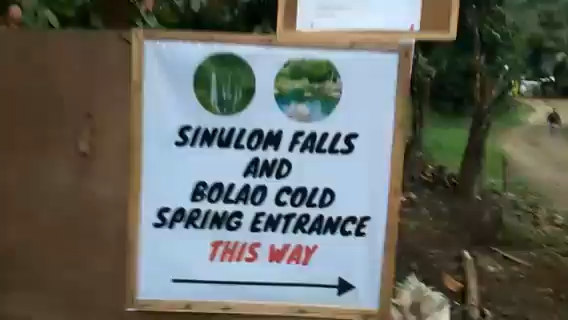 SINULOM FALLS
AND
BOLAO COLD
SPRING ENTRANCE
THIS WAY